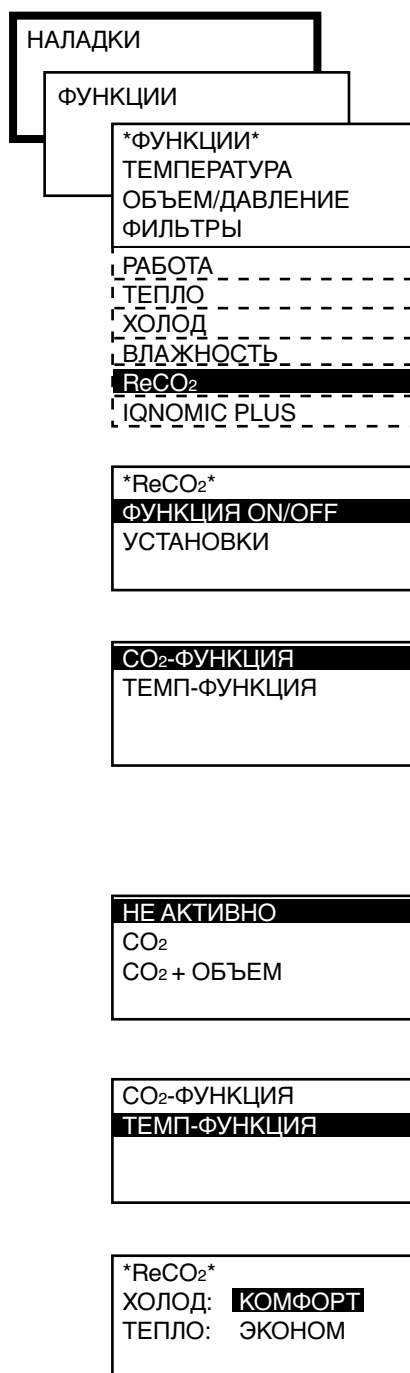 НАЛАДКИ
ФУНКЦИИ
*ФУНКЦИИ*
ТЕМПЕРАТУРА
ОБЪЕМ/ДАВЛЕНИЕ
ФИЛЬТРЫ
РАБОТА
ТЕПЛО
ХОЛОД
ВЛАЖНОСТЬ
ReCO₂
IQNOMIC PLUS
*ReCO₂*
ФУНКЦИЯ ON/OFF
УСТАНОВКИ
CO₂-ФУНКЦИЯ
ТЕМП-ФУНКЦИЯ
НЕ АКТИВНО
CO₂
CO₂ + ОБЪЕМ
CO₂-ФУНКЦИЯ
ТЕМП-ФУНКЦИЯ
*ReCO₂*
ХОЛОД: КОМФОРТ
ТЕПЛО: ЭКОНОМ